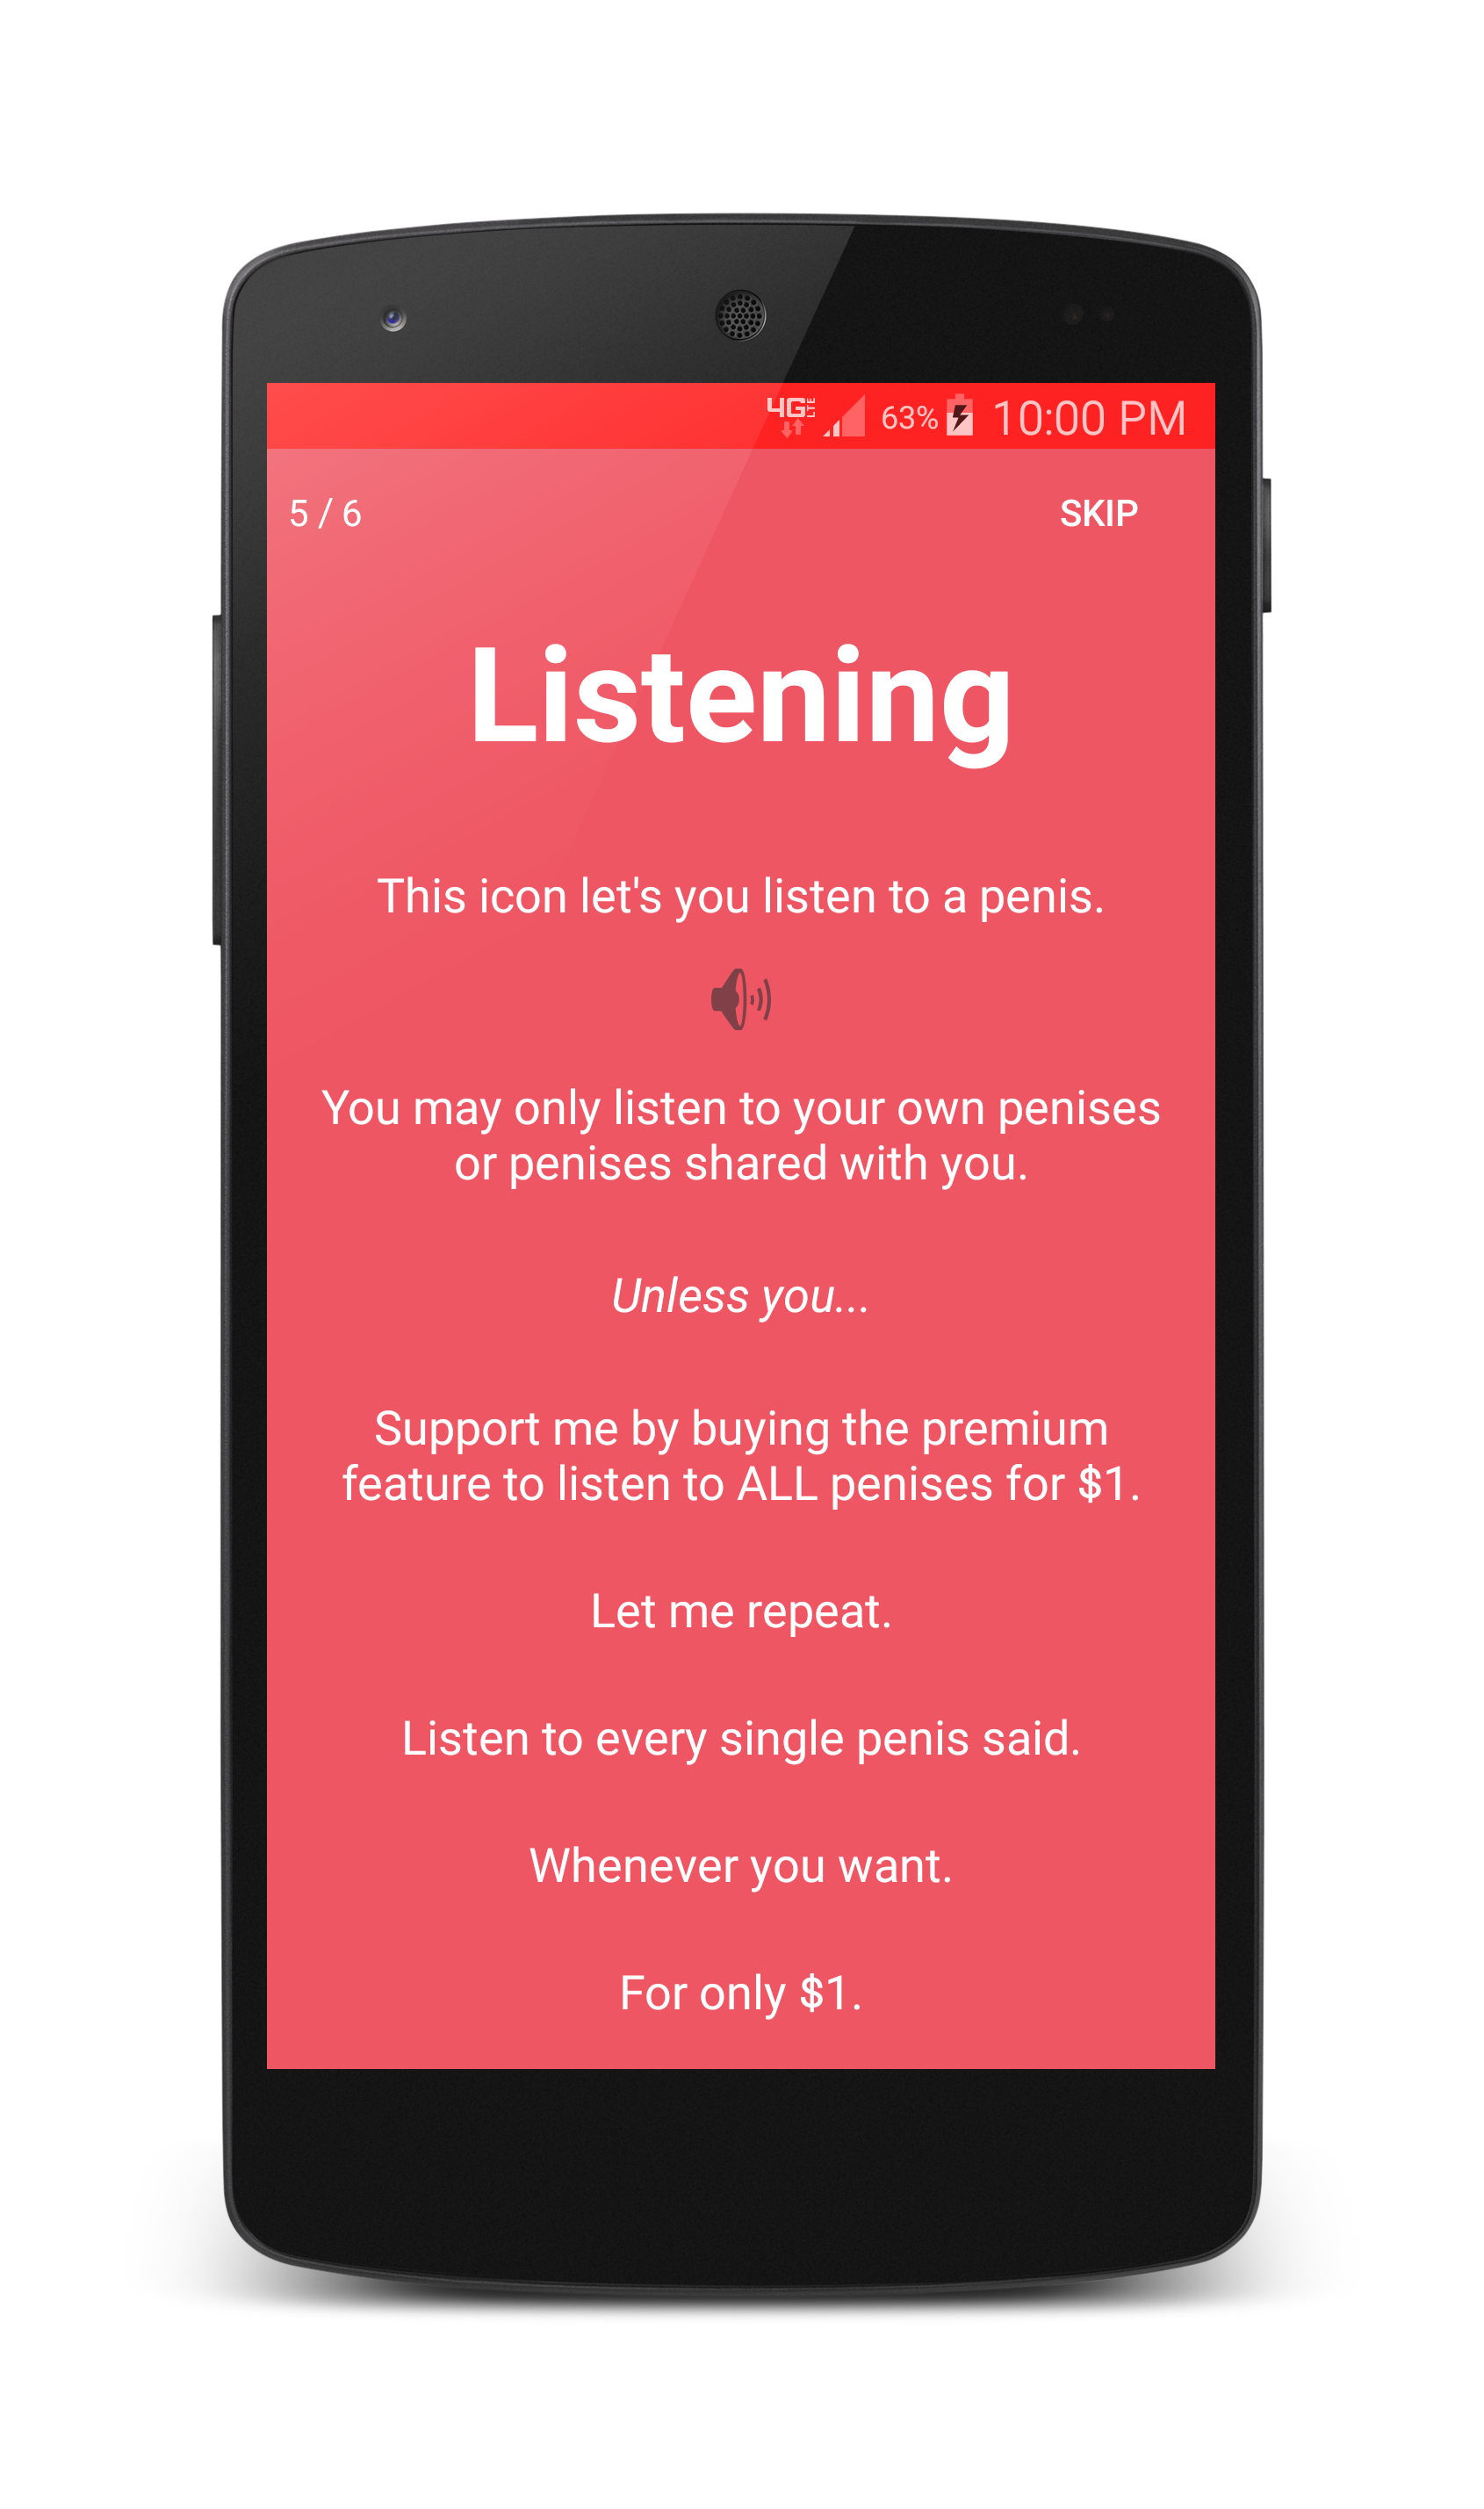 4G LTE 63% 10:00 PM
5 / 6 SKIP
Listening
This icon let's you listen to a penis.
You may only listen to your own penises
or penises shared with you.
Unless you...
Support me by buying the premium
feature to listen to ALL penises for $1.
Let me repeat.
Listen to every single penis said.
Whenever you want.
For only $1.